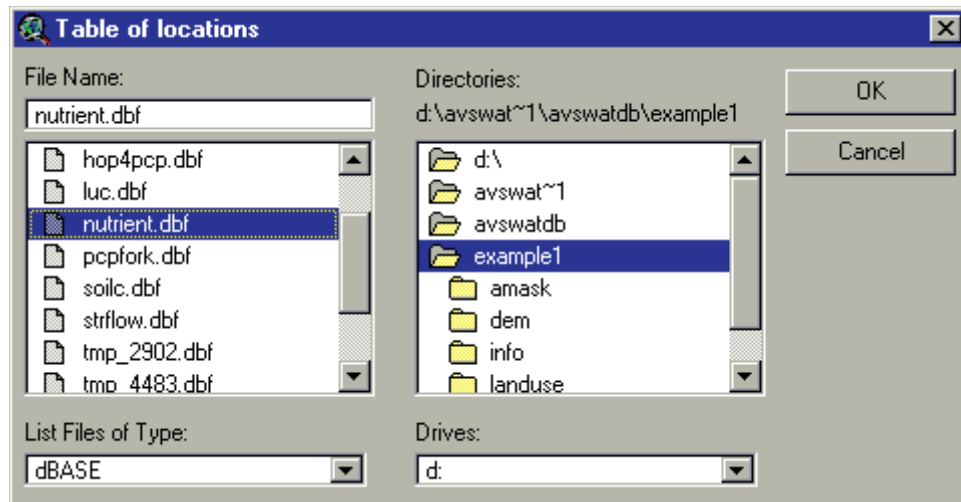 Table of locations
File Name:
nutrient.dbf
hop4pcp.dbf
luc.dbf
nutrient.dbf
pcpfork.dbf
soilc.dbf
strflow.dbf
tmp_2902.dbf
tmp_4483.dbf
List Files of Type:
dBASE
Directories:
d:\avswat~1\avswatdb\example1
d:\
avswat~1
avswatdb
example1
amask
dem
info
landuse
Drives:
d:
OK
Cancel